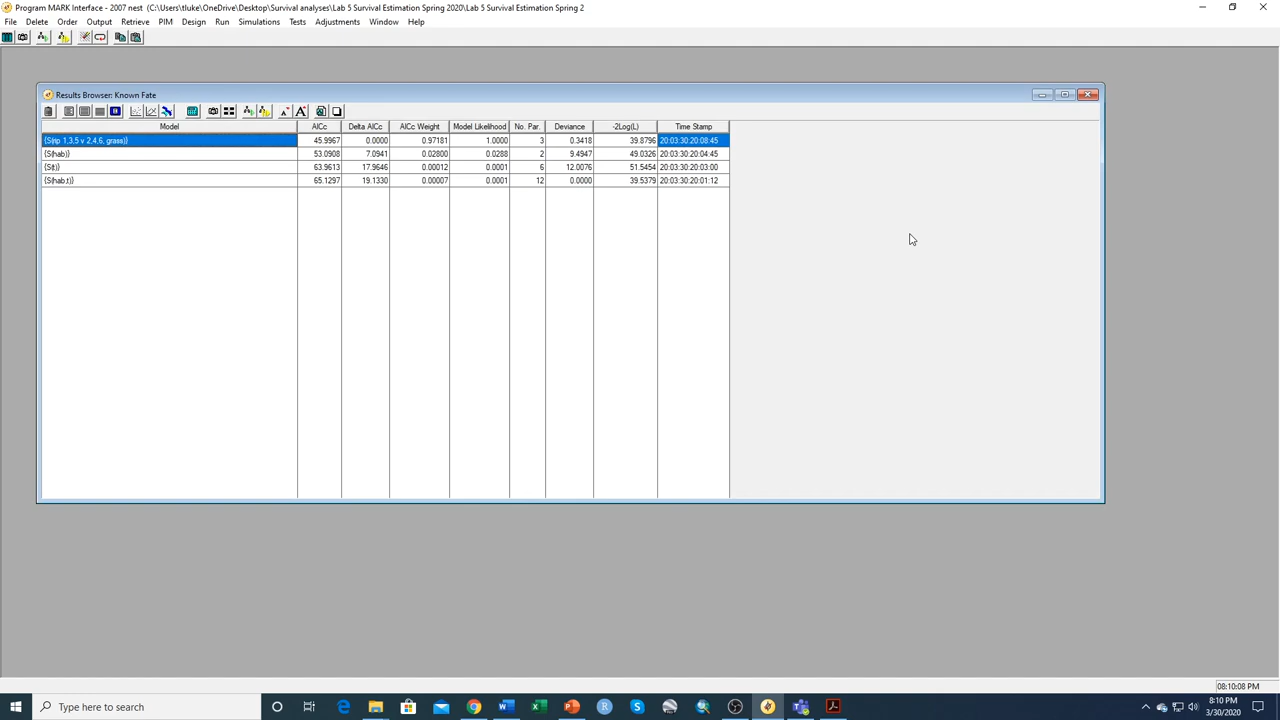 Program MARK Interface - 2007 nest (C:\Users\tluke\OneDrive\Desktop\Survival analyses\Lab 5 Survival Estimation Spring 2020\Lab 5 Survival Estimation Spring 2
File Delete Order Output Retrieve PIM Design Run Simulations Tests Adjustments Window Help
Results Browser: Known Fate
Model AICc Delta AICc AICc Weight Model Likelihood No. Par. Deviance -2Log(L) Time Stamp
{S(rip 1,3,5 v 2,4,6, grass)} 45.9967 0.0000 0.97181 1.0000 3 0.3418 39.8796 20:03:30:20:08:45
{S(hab)} 53.0908 7.0941 0.02800 0.0288 2 9.4947 49.0326 20:03:30:20:04:45
{S(t)} 63.9613 17.9646 0.00012 0.0001 6 12.0076 51.5454 20:03:30:20:03:00
{S(hab,t)} 65.1297 19.1330 0.00007 0.0001 12 0.0000 39.5379 20:03:30:20:01:12
08:10:08 PM
Type here to search
8:10 PM
3/30/2020